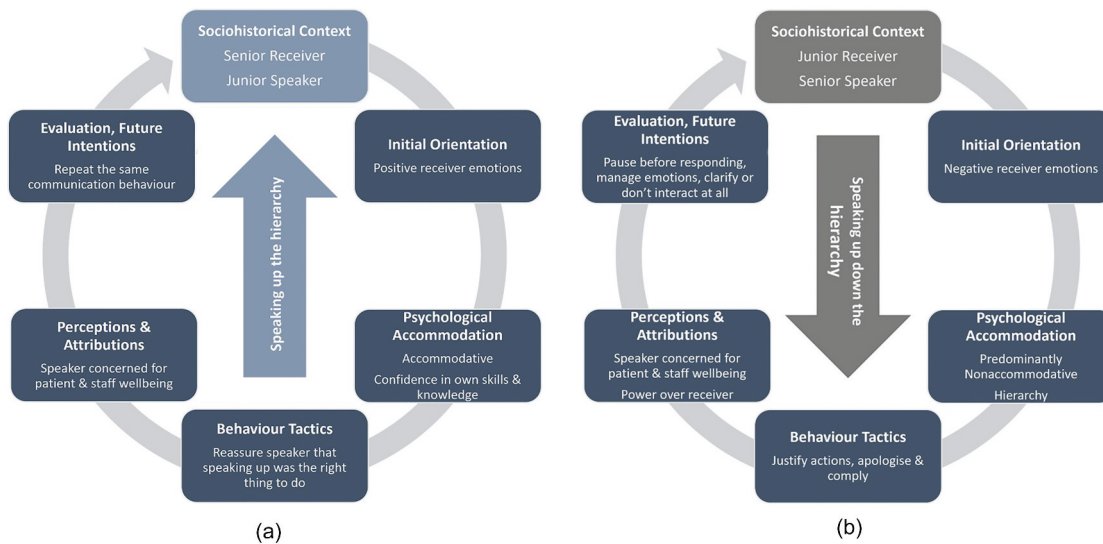 Sociohistorical Context
Senior Receiver
Junior Speaker
Initial Orientation
Positive receiver emotions
Psychological
Accommodation
Accommodative
Confidence in own skills &
knowledge
Behaviour Tactics
Reassure speaker that
speaking up was the right
thing to do
Perceptions &
Attributions
Speaker concerned for
patient & staff wellbeing
Evaluation, Future
Intentions
Repeat the same
communication behaviour
Speaking up the hierarchy
(a)
Sociohistorical Context
Junior Receiver
Senior Speaker
Initial Orientation
Negative receiver emotions
Psychological
Accommodation
Predominantly
Nonaccommodative
Hierarchy
Behaviour Tactics
Justify actions, apologise &
comply
Perceptions &
Attributions
Speaker concerned for
patient & staff wellbeing
Power over receiver
Evaluation, Future
Intentions
Pause before responding,
manage emotions, clarify or
don't interact at all
Speaking up down the
hierarchy
(b)